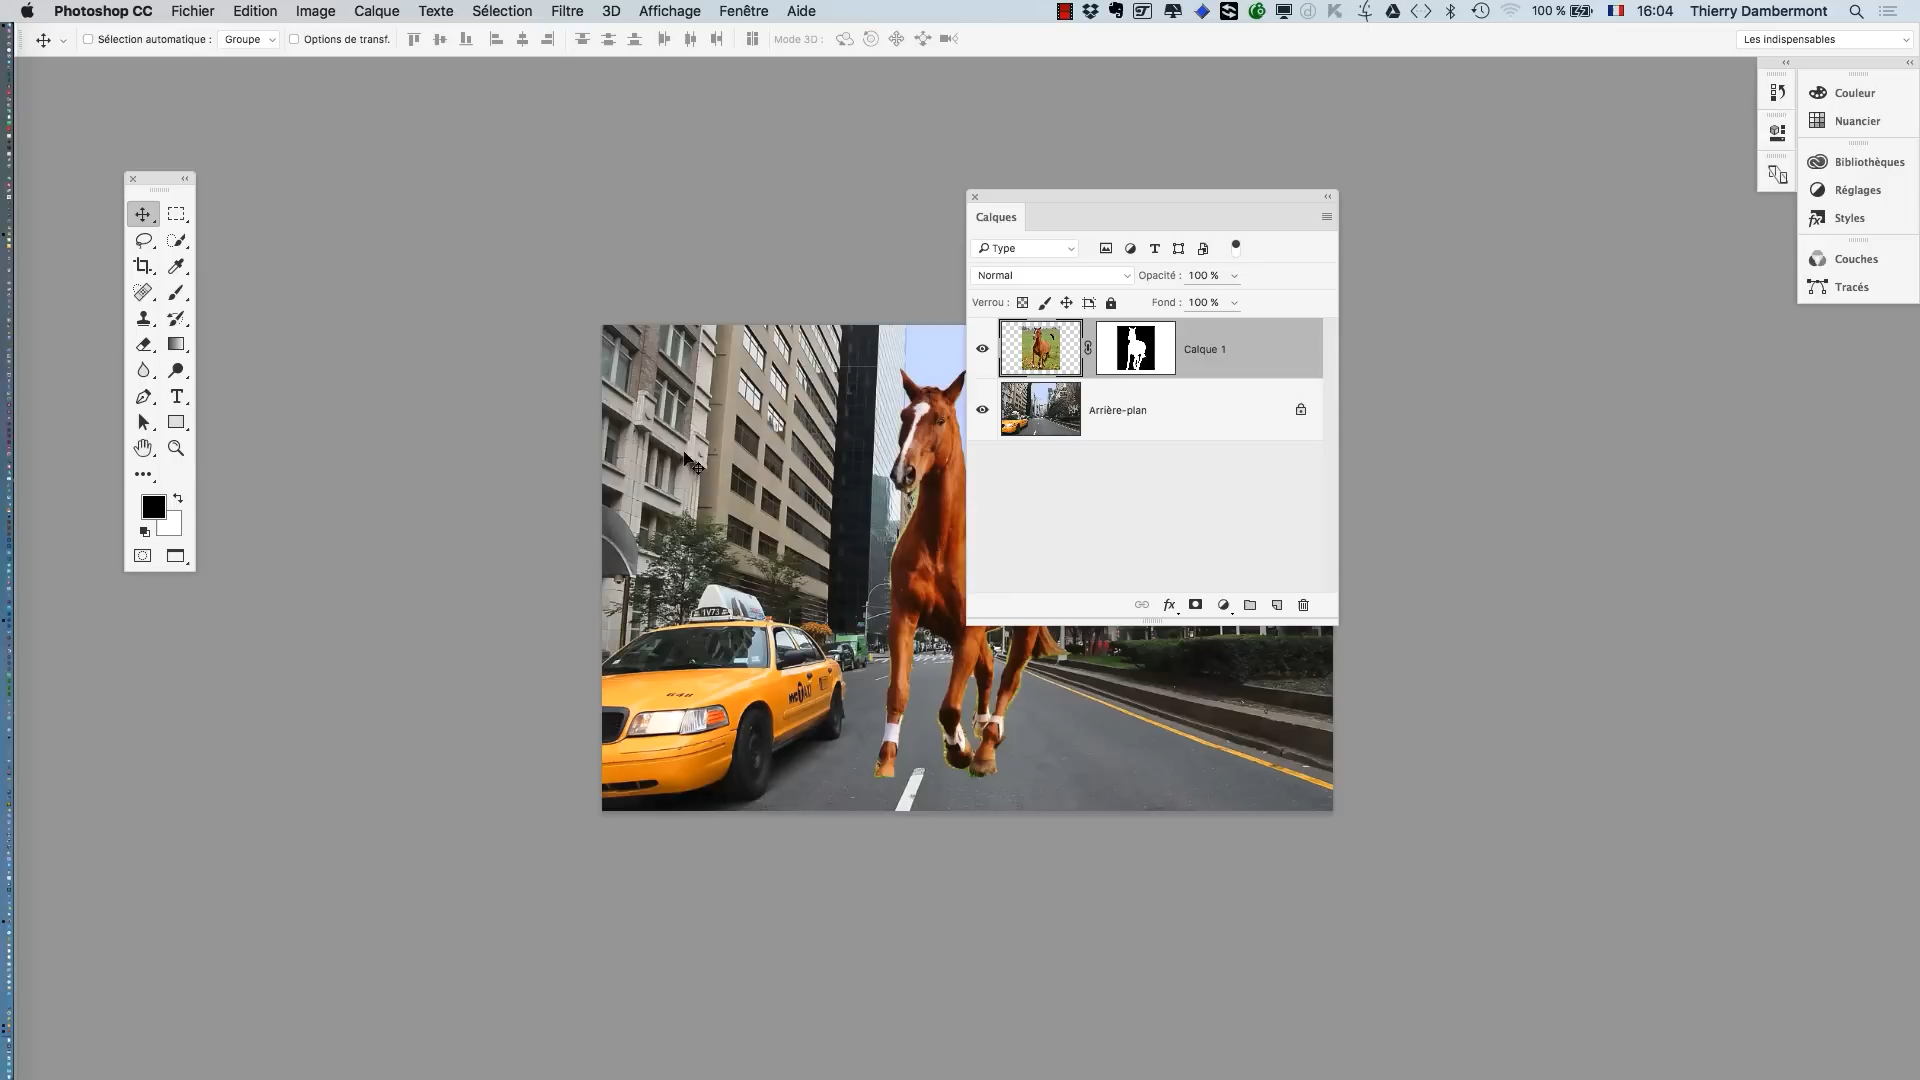 Photoshop CC Fichier Edition Image Calque Texte Sélection Filtre 3D Affichage Fenêtre Aide 100 % 16:04 Thierry Dambermont
Sélection automatique : Groupe Options de transf. Mode 3D : Les indispensables
Couleur
Nuancier
Bibliothèques
Réglages
Styles
Couches
Tracés
Calques
Type
Normal Opacité : 100 %
Verrou : Fond : 100 %
Calque 1
Arrière-plan
1V73
648